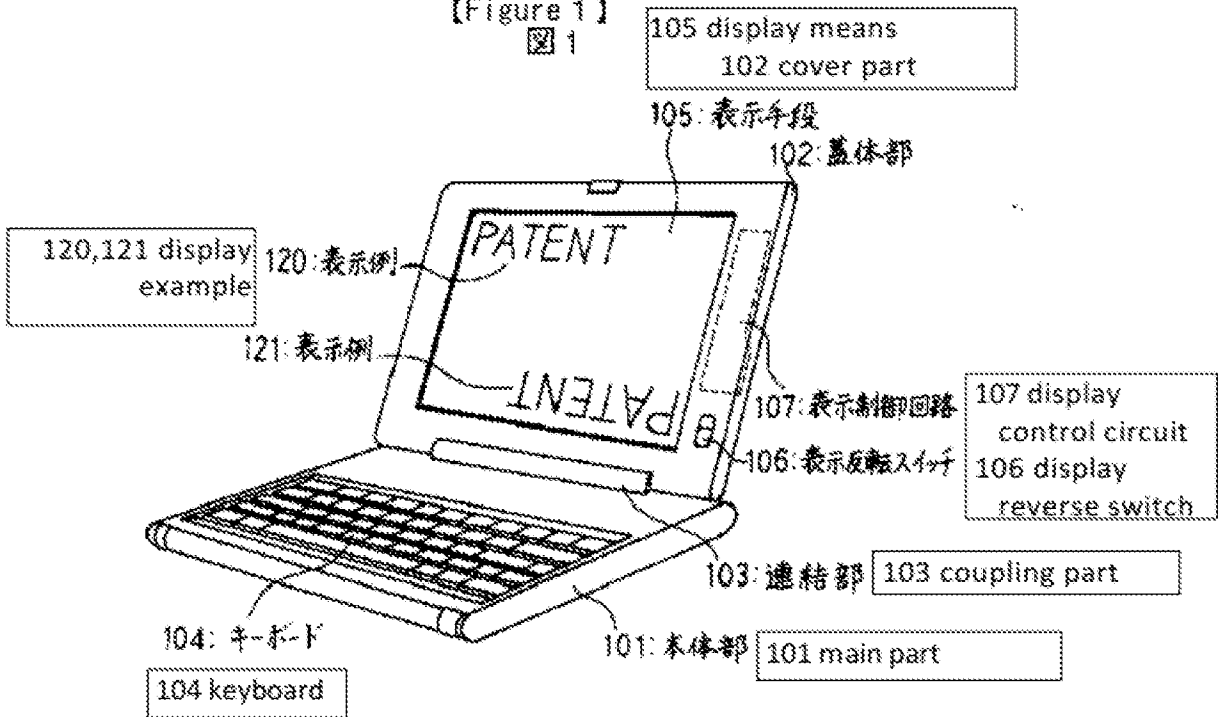 【Figure 1】
図1
105 display means
102 cover part
105:表示手段
102:蓋体部
PATENT
120,121 display
example
120:表示例
121:表示例
PATENT
107:表示制御回路
107 display
control circuit
106:表示反転スイッチ
106 display
reverse switch
103:連結部
103 coupling part
104:キーボード
104 keyboard
101:本体部
101 main part